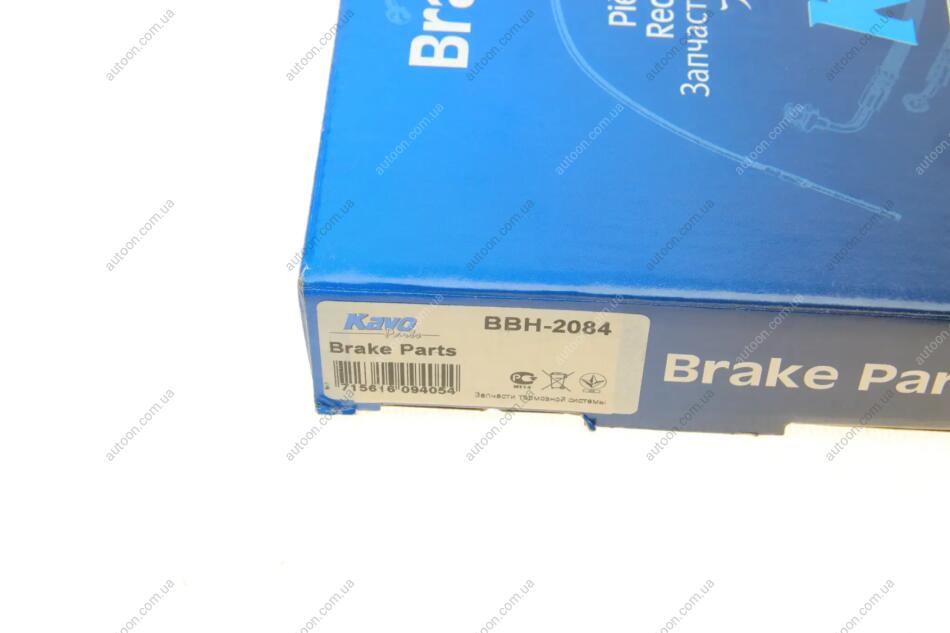 Bra
Piè
Rec
Запчаст
Kavo
Parts
BBH-2084
Brake Parts
715616 094054
Запчасти тормозной системы
Brake Par
autoon.com.ua